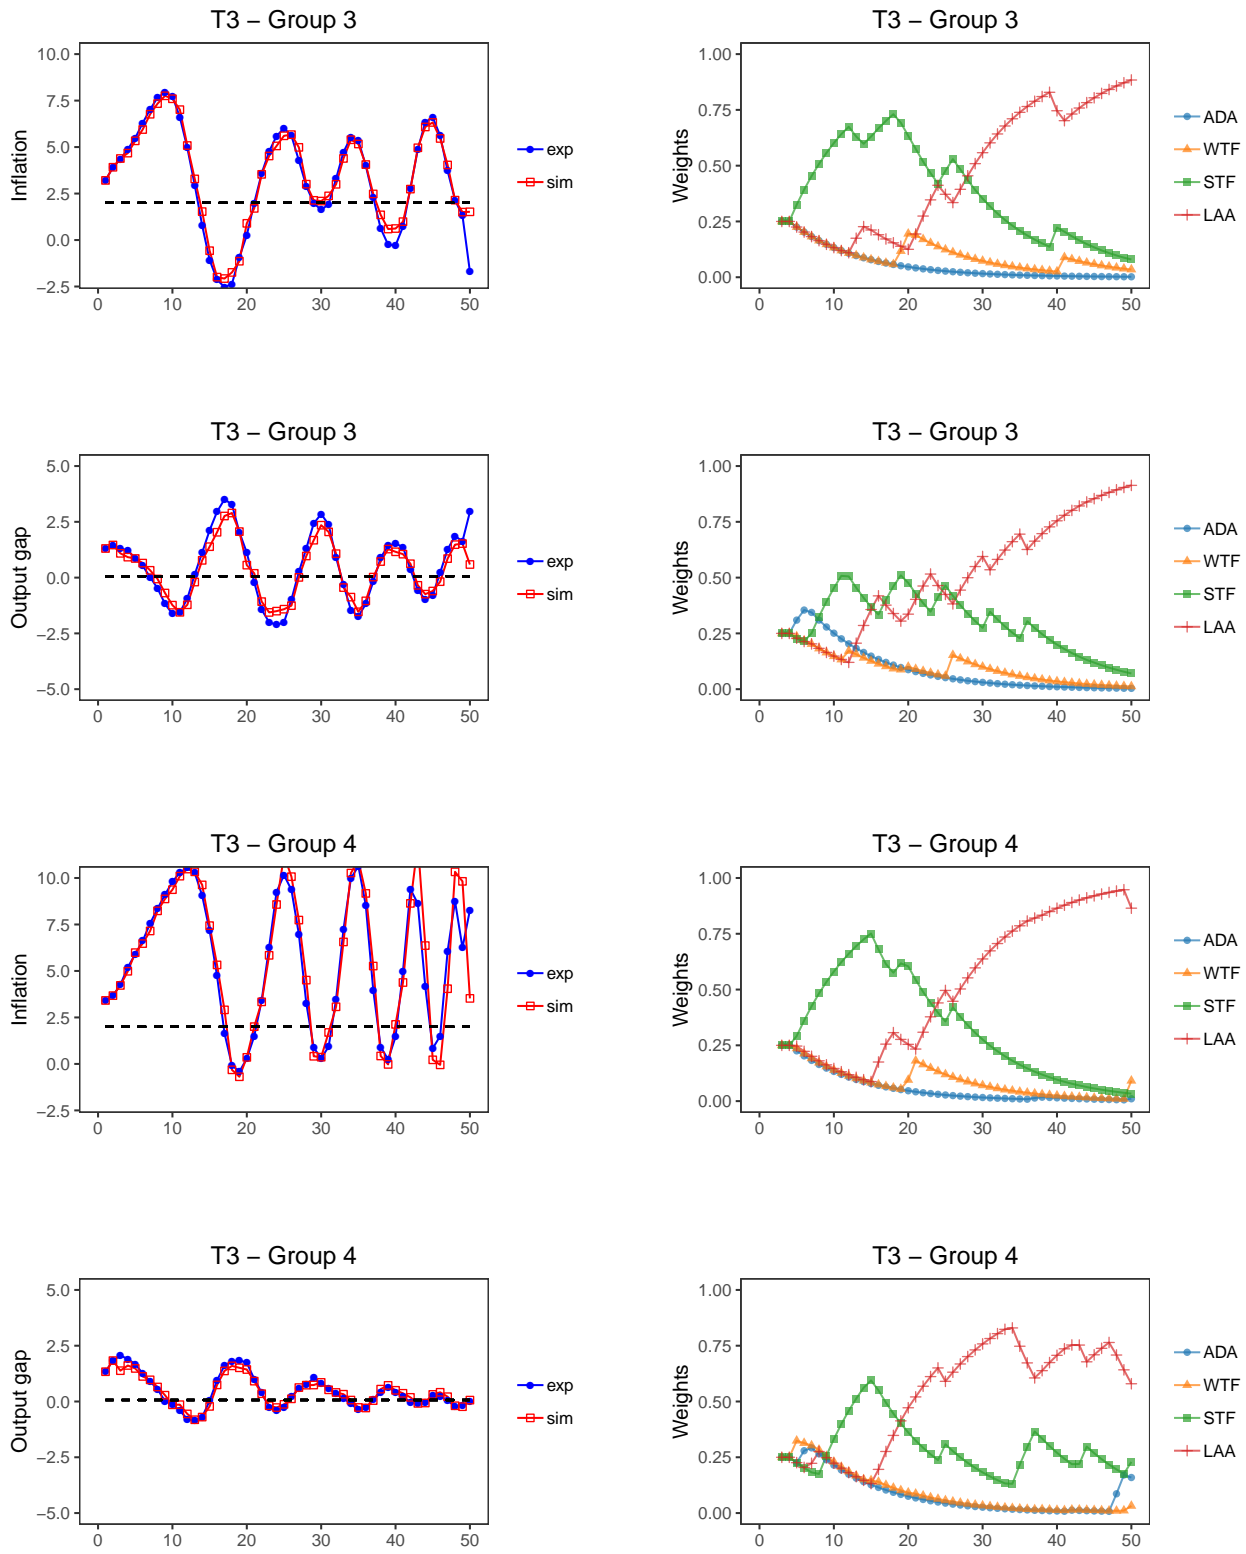 T3 – Group 3
Inflation
10.0
7.5
5.0
2.5
0.0
−2.5
0 10 20 30 40 50
exp
sim
T3 – Group 3
Weights
1.00
0.75
0.50
0.25
0.00
0 10 20 30 40 50
ADA
WTF
STF
LAA
T3 – Group 3
Output gap
5.0
2.5
0.0
−2.5
−5.0
0 10 20 30 40 50
exp
sim
T3 – Group 3
Weights
1.00
0.75
0.50
0.25
0.00
0 10 20 30 40 50
ADA
WTF
STF
LAA
T3 – Group 4
Inflation
10.0
7.5
5.0
2.5
0.0
−2.5
0 10 20 30 40 50
exp
sim
T3 – Group 4
Weights
1.00
0.75
0.50
0.25
0.00
0 10 20 30 40 50
ADA
WTF
STF
LAA
T3 – Group 4
Output gap
5.0
2.5
0.0
−2.5
−5.0
0 10 20 30 40 50
exp
sim
T3 – Group 4
Weights
1.00
0.75
0.50
0.25
0.00
0 10 20 30 40 50
ADA
WTF
STF
LAA